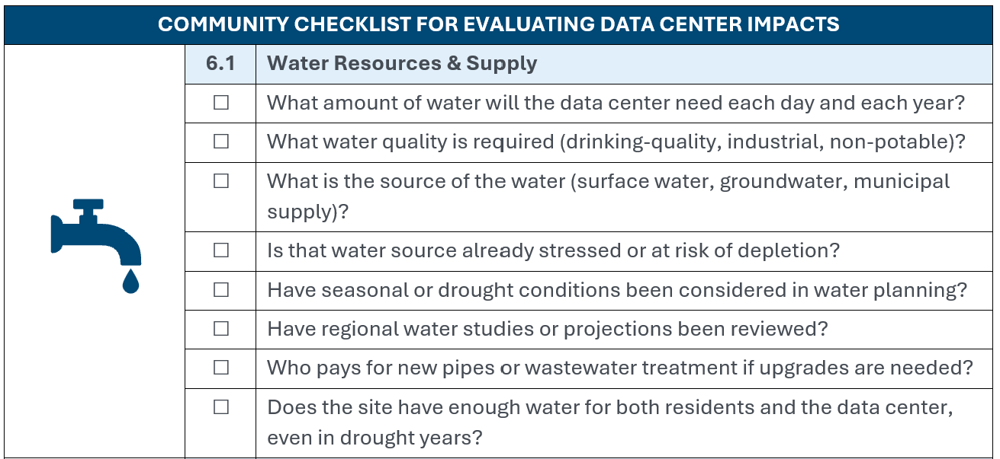 COMMUNITY CHECKLIST FOR EVALUATING DATA CENTER IMPACTS
6.1 Water Resources & Supply
☐ What amount of water will the data center need each day and each year?
☐ What water quality is required (drinking-quality, industrial, non-potable)?
☐ What is the source of the water (surface water, groundwater, municipal
supply)?
☐ Is that water source already stressed or at risk of depletion?
☐ Have seasonal or drought conditions been considered in water planning?
☐ Have regional water studies or projections been reviewed?
☐ Who pays for new pipes or wastewater treatment if upgrades are needed?
☐ Does the site have enough water for both residents and the data center,
even in drought years?